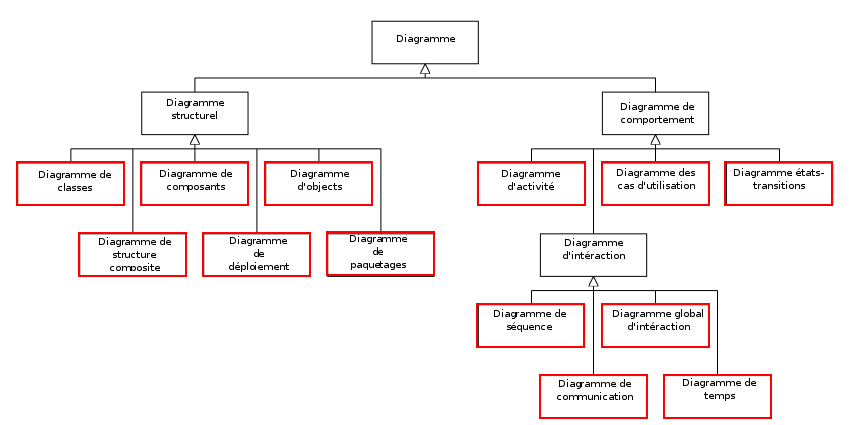 Diagramme
Diagramme
structurel
Diagramme de
comportement
Diagramme de
classes
Diagramme de
composants
Diagramme
d'objects
Diagramme
d'activité
Diagramme des
cas d'utilisation
Diagramme états-
transitions
Diagramme de
structure
composite
Diagramme
de
déploiement
Diagramme
de
paquetages
Diagramme
d'intéraction
Diagramme de
séquence
Diagramme global
d'intéraction
Diagramme de
communication
Diagramme de
temps